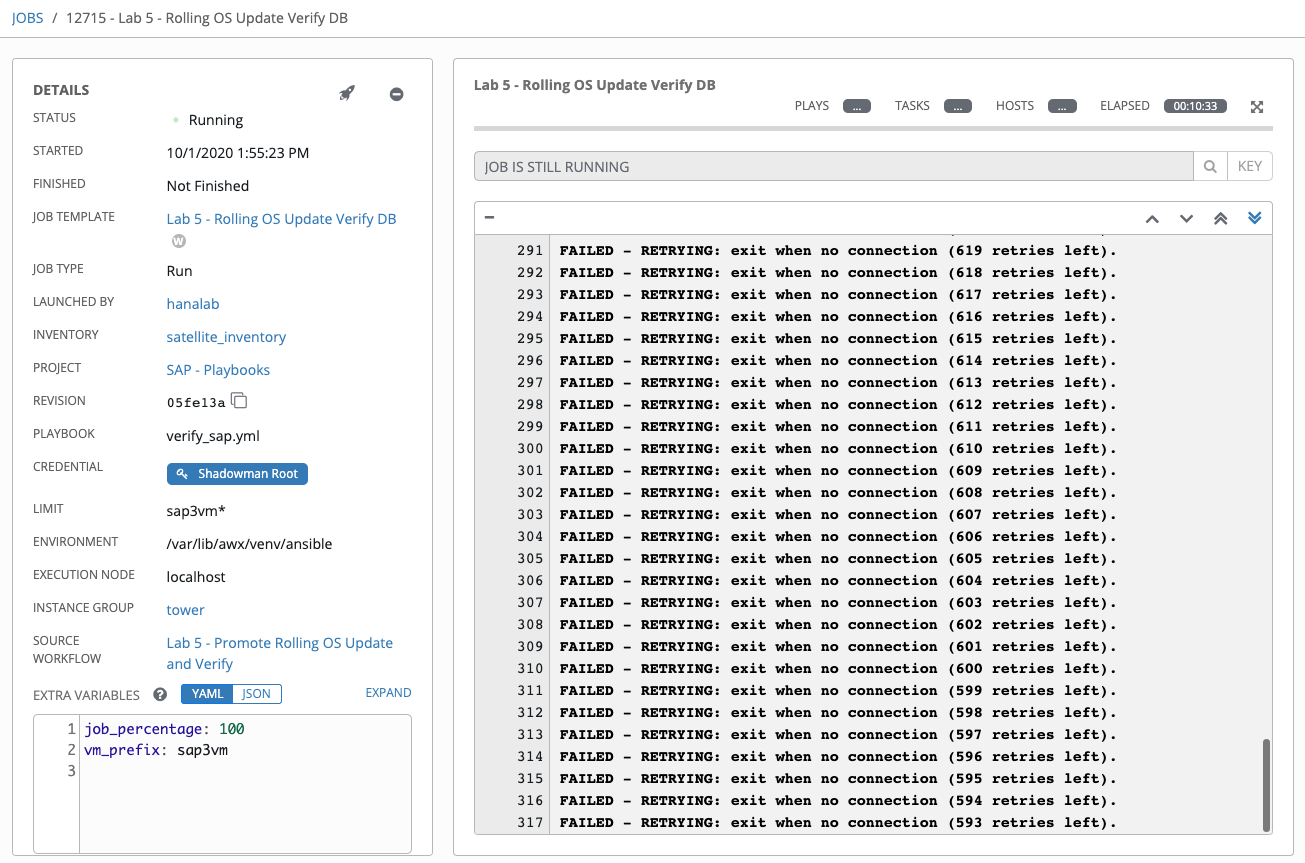 JOBS / 12715 - Lab 5 - Rolling OS Update Verify DB
DETAILS
STATUS Running
STARTED 10/1/2020 1:55:23 PM
FINISHED Not Finished
JOB TEMPLATE Lab 5 - Rolling OS Update Verify DB
W
JOB TYPE Run
LAUNCHED BY hanalab
INVENTORY satellite_inventory
PROJECT SAP - Playbooks
REVISION 05fe13a
PLAYBOOK verify_sap.yml
CREDENTIAL Shadowman Root
LIMIT sap3vm*
ENVIRONMENT /var/lib/awx/venv/ansible
EXECUTION NODE localhost
INSTANCE GROUP tower
SOURCE WORKFLOW Lab 5 - Promote Rolling OS Update
and Verify
EXTRA VARIABLES ? YAML JSON EXPAND
1 job_percentage: 100
2 vm_prefix: sap3vm
3
Lab 5 - Rolling OS Update Verify DB
PLAYS ... TASKS ... HOSTS ... ELAPSED 00:10:33
JOB IS STILL RUNNING KEY
291 FAILED - RETRYING: exit when no connection (619 retries left).
292 FAILED - RETRYING: exit when no connection (618 retries left).
293 FAILED - RETRYING: exit when no connection (617 retries left).
294 FAILED - RETRYING: exit when no connection (616 retries left).
295 FAILED - RETRYING: exit when no connection (615 retries left).
296 FAILED - RETRYING: exit when no connection (614 retries left).
297 FAILED - RETRYING: exit when no connection (613 retries left).
298 FAILED - RETRYING: exit when no connection (612 retries left).
299 FAILED - RETRYING: exit when no connection (611 retries left).
300 FAILED - RETRYING: exit when no connection (610 retries left).
301 FAILED - RETRYING: exit when no connection (609 retries left).
302 FAILED - RETRYING: exit when no connection (608 retries left).
303 FAILED - RETRYING: exit when no connection (607 retries left).
304 FAILED - RETRYING: exit when no connection (606 retries left).
305 FAILED - RETRYING: exit when no connection (605 retries left).
306 FAILED - RETRYING: exit when no connection (604 retries left).
307 FAILED - RETRYING: exit when no connection (603 retries left).
308 FAILED - RETRYING: exit when no connection (602 retries left).
309 FAILED - RETRYING: exit when no connection (601 retries left).
310 FAILED - RETRYING: exit when no connection (600 retries left).
311 FAILED - RETRYING: exit when no connection (599 retries left).
312 FAILED - RETRYING: exit when no connection (598 retries left).
313 FAILED - RETRYING: exit when no connection (597 retries left).
314 FAILED - RETRYING: exit when no connection (596 retries left).
315 FAILED - RETRYING: exit when no connection (595 retries left).
316 FAILED - RETRYING: exit when no connection (594 retries left).
317 FAILED - RETRYING: exit when no connection (593 retries left).